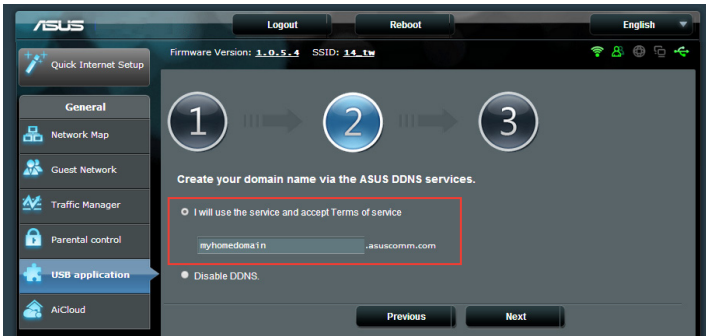 ASUS Logout Reboot English
Quick Internet Setup
Firmware Version: 1.0.5.4 SSID: 14_tw
General
Network Map
Guest Network
Traffic Manager
Parental control
USB application
AiCloud
1 2 3
Create your domain name via the ASUS DDNS services.
I will use the service and accept Terms of service
myhomedomain .asuscomm.com
Disable DDNS.
Previous Next